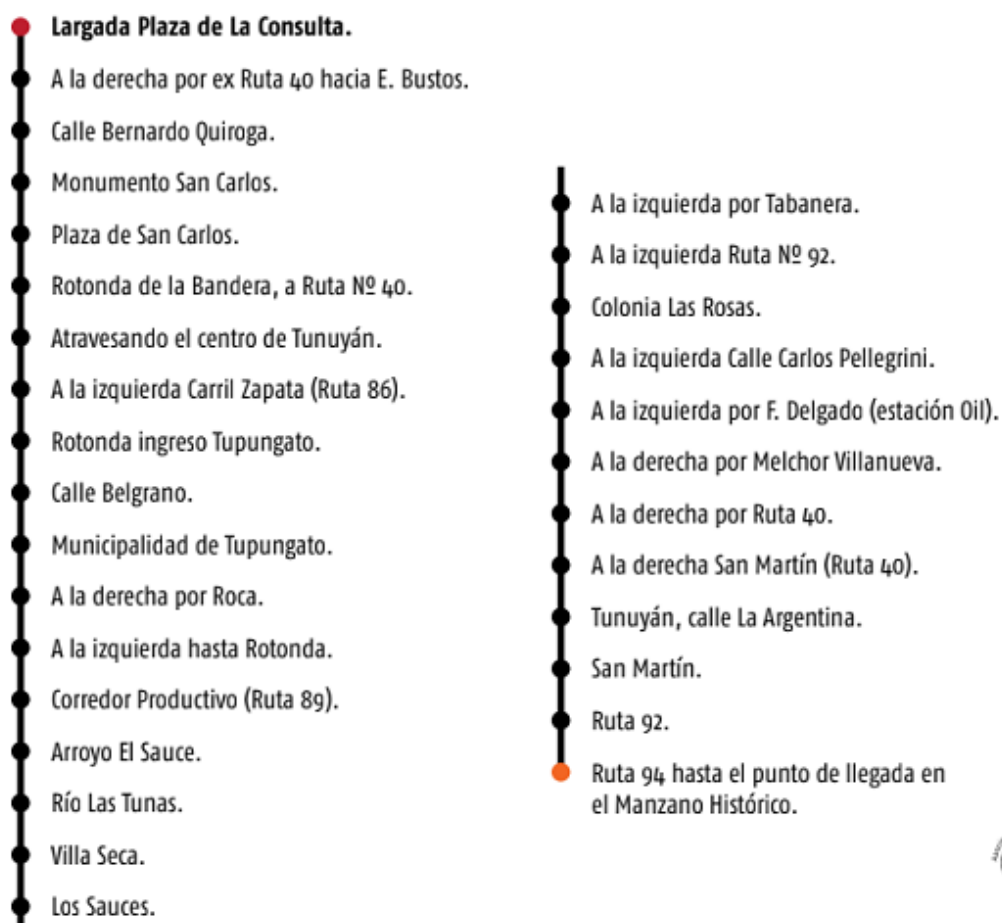 Largada Plaza de La Consulta.
A la derecha por ex Ruta 40 hacia E. Bustos.
Calle Bernardo Quiroga.
Monumento San Carlos.
Plaza de San Carlos.
Rotonda de la Bandera, a Ruta Nº 40.
Atravesando el centro de Tunuyán.
A la izquierda Carril Zapata (Ruta 86).
Rotonda ingreso Tupungato.
Calle Belgrano.
Municipalidad de Tupungato.
A la derecha por Roca.
A la izquierda hasta Rotonda.
Corredor Productivo (Ruta 89).
Arroyo El Sauce.
Río Las Tunas.
Villa Seca.
Los Sauces.
A la izquierda por Tabanera.
A la izquierda Ruta Nº 92.
Colonia Las Rosas.
A la izquierda Calle Carlos Pellegrini.
A la izquierda por F. Delgado (estación Oil).
A la derecha por Melchor Villanueva.
A la derecha por Ruta 40.
A la derecha San Martín (Ruta 40).
Tunuyán, calle La Argentina.
San Martín.
Ruta 92.
Ruta 94 hasta el punto de llegada en
el Manzano Histórico.